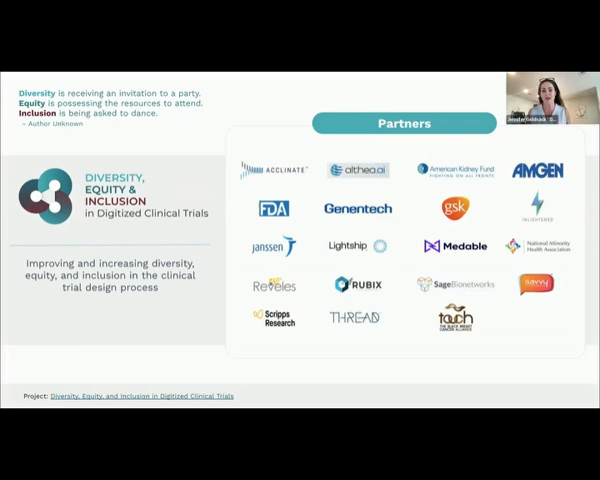 Diversity is receiving an invitation to a party.
Equity is possessing the resources to attend.
Inclusion is being asked to dance.
- Author Unknown
DIVERSITY,
EQUITY &
INCLUSION
in Digitized Clinical Trials
Improving and increasing diversity,
equity, and inclusion in the clinical
trial design process
Partners
ACCLINATE
althea.ai
American Kidney Fund
FIGHTING ON ALL FRONTS
AMGEN
FDA
Genentech
gsk
INLIGHTENED
janssen
Lightship
Medable
National Minority
Health Association
Reveles
RUBIX
SageBionetworks
savvy
Scripps
Research
THREAD
touch
THE BLACK BREAST
CANCER ALLIANCE
Project: Diversity, Equity, and Inclusion in Digitized Clinical Trials